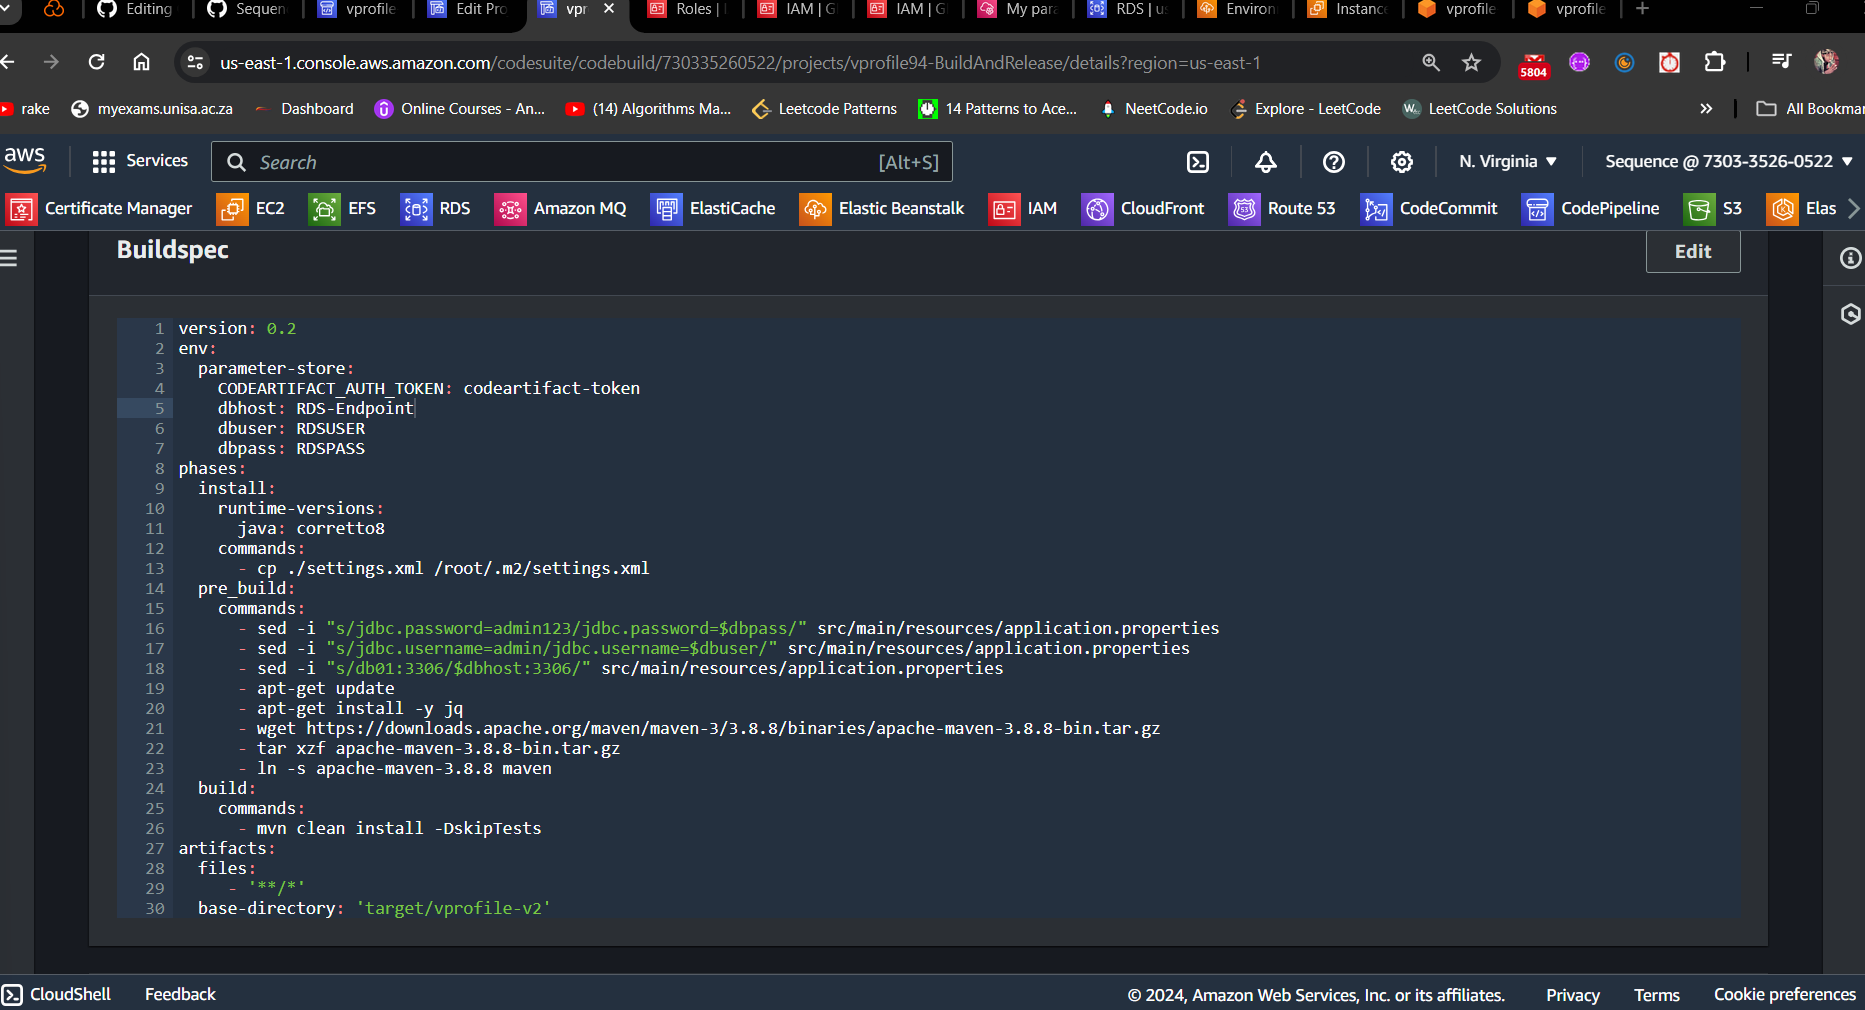 Editing
Sequen
vprofile
Edit Pro
vpr
Roles |
IAM | G
IAM | G
My para
RDS | us
Environ
Instance
vprofile
vprofile
us-east-1.console.aws.amazon.com/codesuite/codebuild/730335260522/projects/vprofile94-BuildAndRelease/details?region=us-east-1
5804
rake
myexams.unisa.ac.za
Dashboard
Online Courses - An...
(14) Algorithms Ma...
Leetcode Patterns
14 Patterns to Ace...
NeetCode.io
Explore - LeetCode
LeetCode Solutions
All Bookmar
aws
Services
Search
[Alt+S]
N. Virginia
Sequence @ 7303-3526-0522
Certificate Manager
EC2
EFS
RDS
Amazon MQ
ElastiCache
Elastic Beanstalk
IAM
CloudFront
Route 53
CodeCommit
CodePipeline
S3
Elas
Buildspec
Edit
1 version: 0.2
2 env:
3 parameter-store:
4 CODEARTIFACT_AUTH_TOKEN: codeartifact-token
5 dbhost: RDS-Endpoint
6 dbuser: RDSUSER
7 dbpass: RDSPASS
8 phases:
9 install:
10 runtime-versions:
11 java: corretto8
12 commands:
13 - cp ./settings.xml /root/.m2/settings.xml
14 pre_build:
15 commands:
16 - sed -i "s/jdbc.password=admin123/jdbc.password=$dbpass/" src/main/resources/application.properties
17 - sed -i "s/jdbc.username=admin/jdbc.username=$dbuser/" src/main/resources/application.properties
18 - sed -i "s/db01:3306/$dbhost:3306/" src/main/resources/application.properties
19 - apt-get update
20 - apt-get install -y jq
21 - wget https://downloads.apache.org/maven/maven-3/3.8.8/binaries/apache-maven-3.8.8-bin.tar.gz
22 - tar xzf apache-maven-3.8.8-bin.tar.gz
23 - ln -s apache-maven-3.8.8 maven
24 build:
25 commands:
26 - mvn clean install -DskipTests
27 artifacts:
28 files:
29 - '**/*'
30 base-directory: 'target/vprofile-v2'
CloudShell
Feedback
© 2024, Amazon Web Services, Inc. or its affiliates.
Privacy
Terms
Cookie preferences